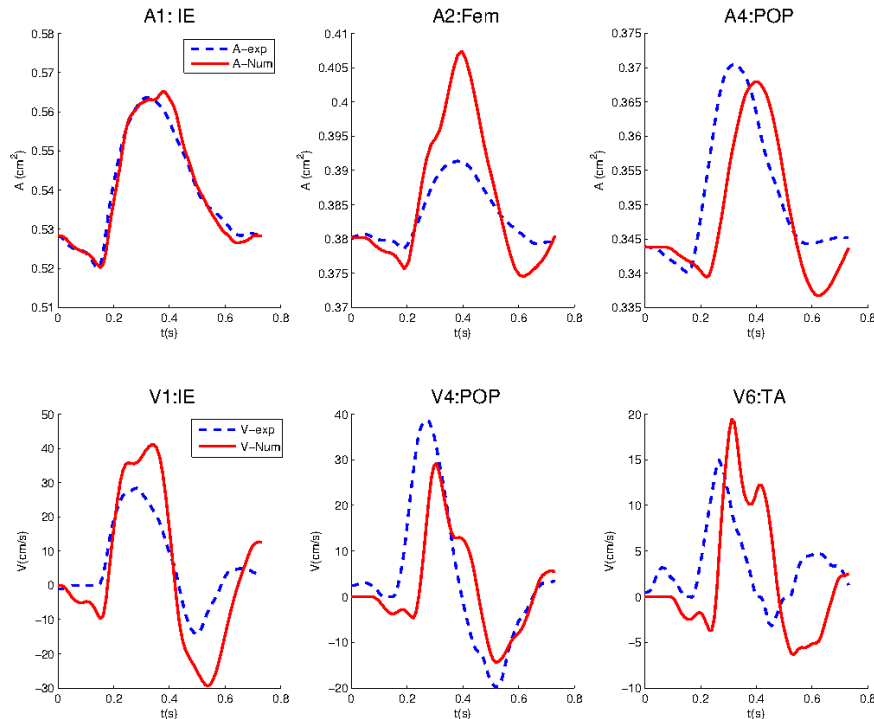 A1: IE
A2:Fem
A4:POP
0.58
0.57
0.56
0.55
0.54
0.53
0.52
0.51
A (cm²)
0 0.2 0.4 0.6 0.8
t(s)
A-exp
A-Num
0.41
0.405
0.4
0.395
0.39
0.385
0.38
0.375
0.37
A (cm²)
0 0.2 0.4 0.6 0.8
t(s)
0.375
0.37
0.365
0.36
0.355
0.35
0.345
0.34
0.335
A (cm²)
0 0.2 0.4 0.6 0.8
t(s)
V1:IE
V4:POP
V6:TA
50
40
30
20
10
0
-10
-20
-30
V(cm/s)
0 0.2 0.4 0.6 0.8
t(s)
V-exp
V-Num
40
30
20
10
0
-10
-20
V(cm/s)
0 0.2 0.4 0.6 0.8
t(s)
20
15
10
5
0
-5
-10
V(cm/s)
0 0.2 0.4 0.6 0.8
t(s)